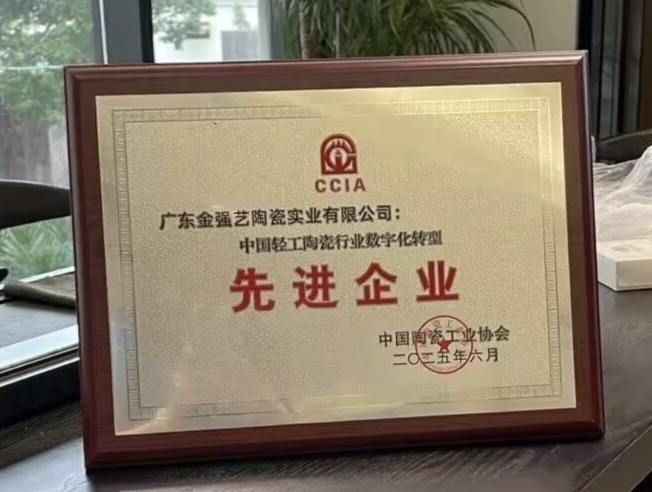 CCIA
广东金强艺陶瓷实业有限公司：
中国轻工陶瓷行业数字化转型
先进企业
中国陶瓷工业协会
二〇二五年六月